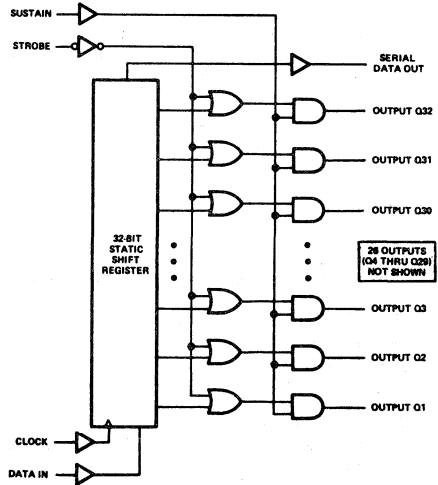 SUSTAIN
STROBE
SERIAL
DATA OUT
OUTPUT Q32
OUTPUT Q31
OUTPUT Q30
32-BIT
STATIC
SHIFT
REGISTER
26 OUTPUTS
(Q4 THRU Q29)
NOT SHOWN
OUTPUT Q3
OUTPUT Q2
OUTPUT Q1
CLOCK
DATA IN